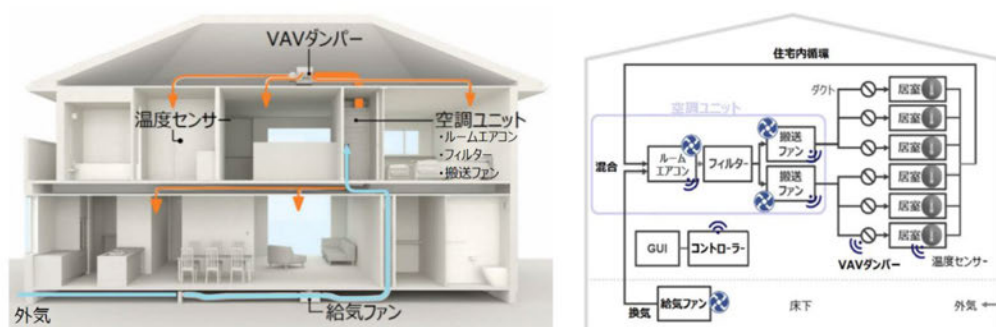 VAVダンパー
温度センサー
空調ユニット
・ルームエアコン
・フィルター
・搬送ファン
外気
給気ファン
住宅内循環
ダクト
居室
空調ユニット
居室
搬送
ファン
居室
混合
ルーム
エアコン
フィルター
搬送
ファン
居室
居室
居室
GUI
コントローラー
VAVダンパー
温度センサー
換気
給気ファン
床下
外気